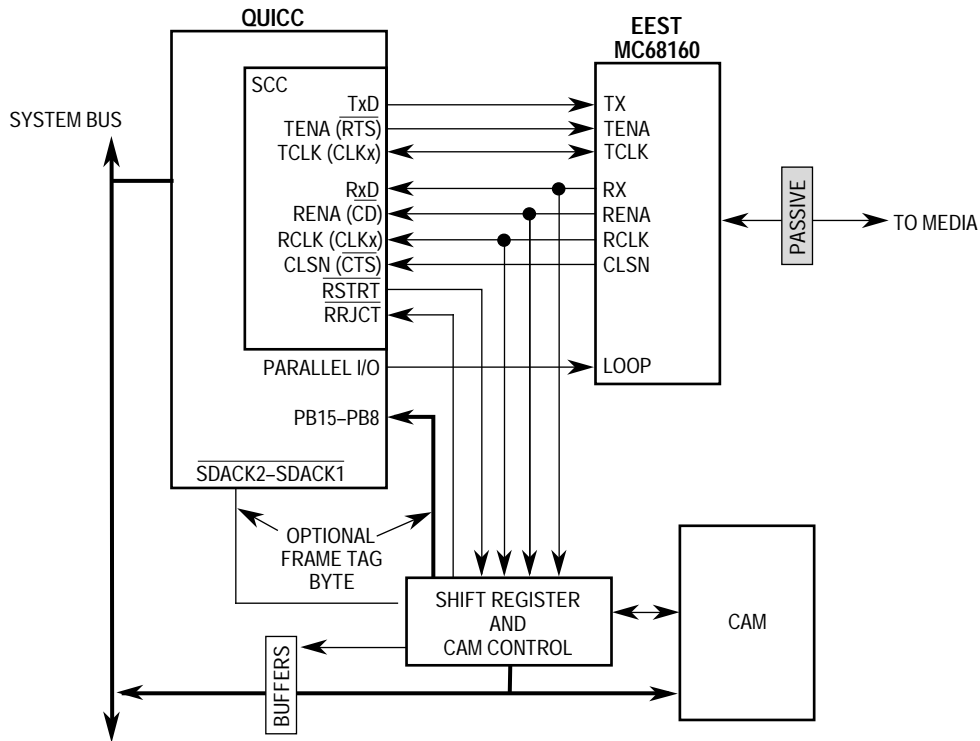 QUICC
EEST
MC68160
SCC
SYSTEM BUS
TxD
TX
TENA (RTS)
TENA
TCLK (CLKx)
TCLK
RxD
RX
RENA (CD)
RENA
RCLK (CLKx)
RCLK
CLSN (CTS)
CLSN
RSTRT
RRJCT
PASSIVE
TO MEDIA
PARALLEL I/O
LOOP
PB15–PB8
SDACK2–SDACK1
OPTIONAL
FRAME TAG
BYTE
SHIFT REGISTER
AND
CAM CONTROL
CAM
BUFFERS